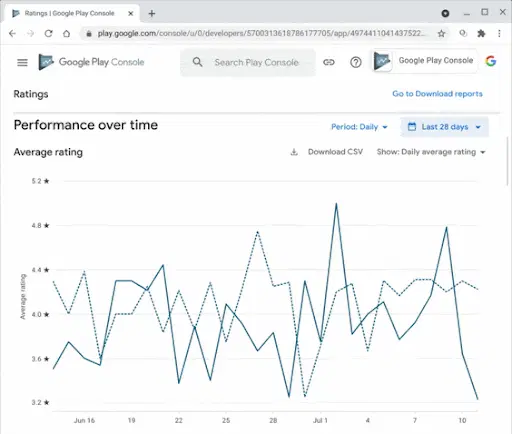 Ratings | Google Play Console
play.google.com/console/u/0/developers/5700313618786177705/app/4974411041437522...
Google Play Console
Search Play Console
Google Play Console
Ratings
Go to Download reports
Performance over time
Period: Daily
Last 28 days
Average rating
Download CSV
Show: Daily average rating
5.2 ★
4.8 ★
4.4 ★
4.0 ★
3.6 ★
3.2 ★
Average rating
Jun 16
19
22
25
28
Jul 1
4
7
10